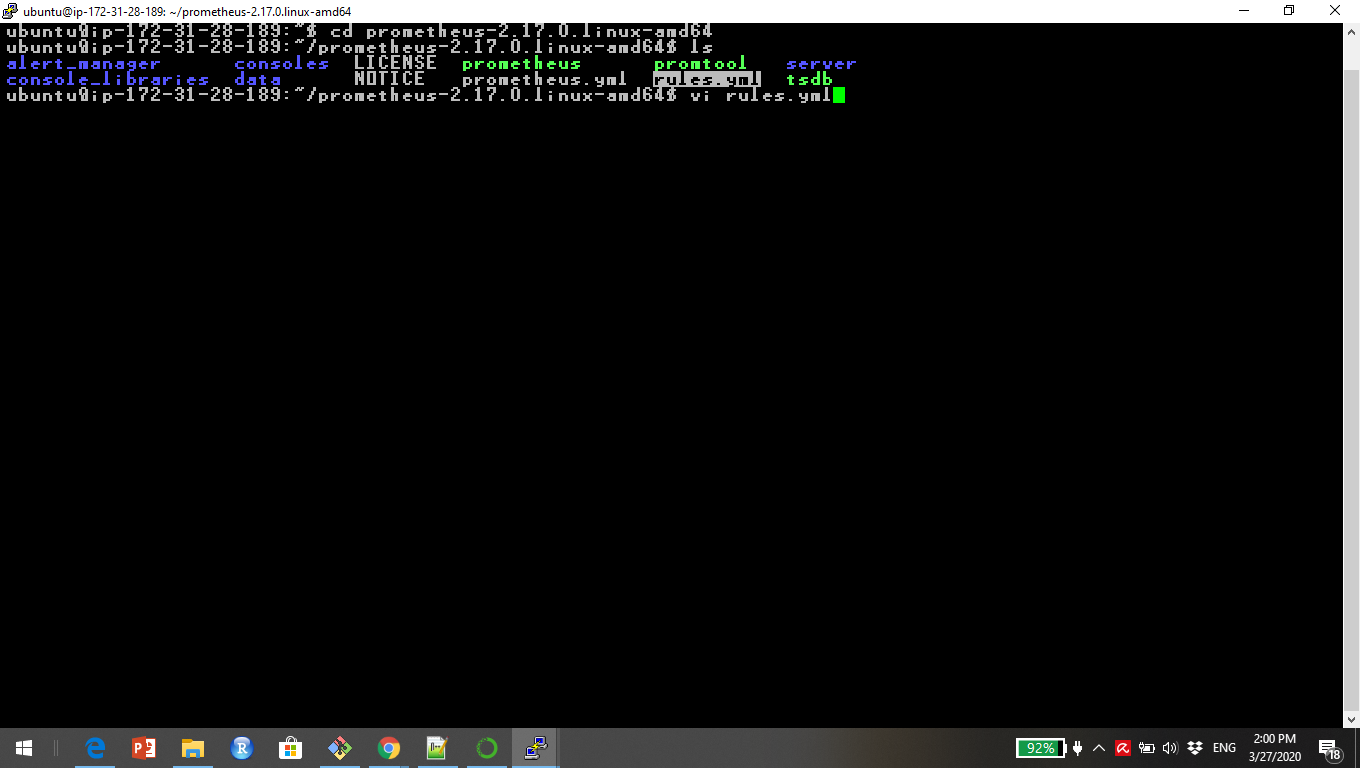 ubuntu@ip-172-31-28-189: ~/prometheus-2.17.0.linux-amd64
ubuntu@ip-172-31-28-189:~$ cd prometheus-2.17.0.linux-amd64
ubuntu@ip-172-31-28-189:~/prometheus-2.17.0.linux-amd64$ ls
alert_manager consoles LICENSE prometheus promtool server
console_libraries data NOTICE prometheus.yml rules.yml tsdb
ubuntu@ip-172-31-28-189:~/prometheus-2.17.0.linux-amd64$ vi rules.yml
92% ENG 2:00 PM
3/27/2020 18